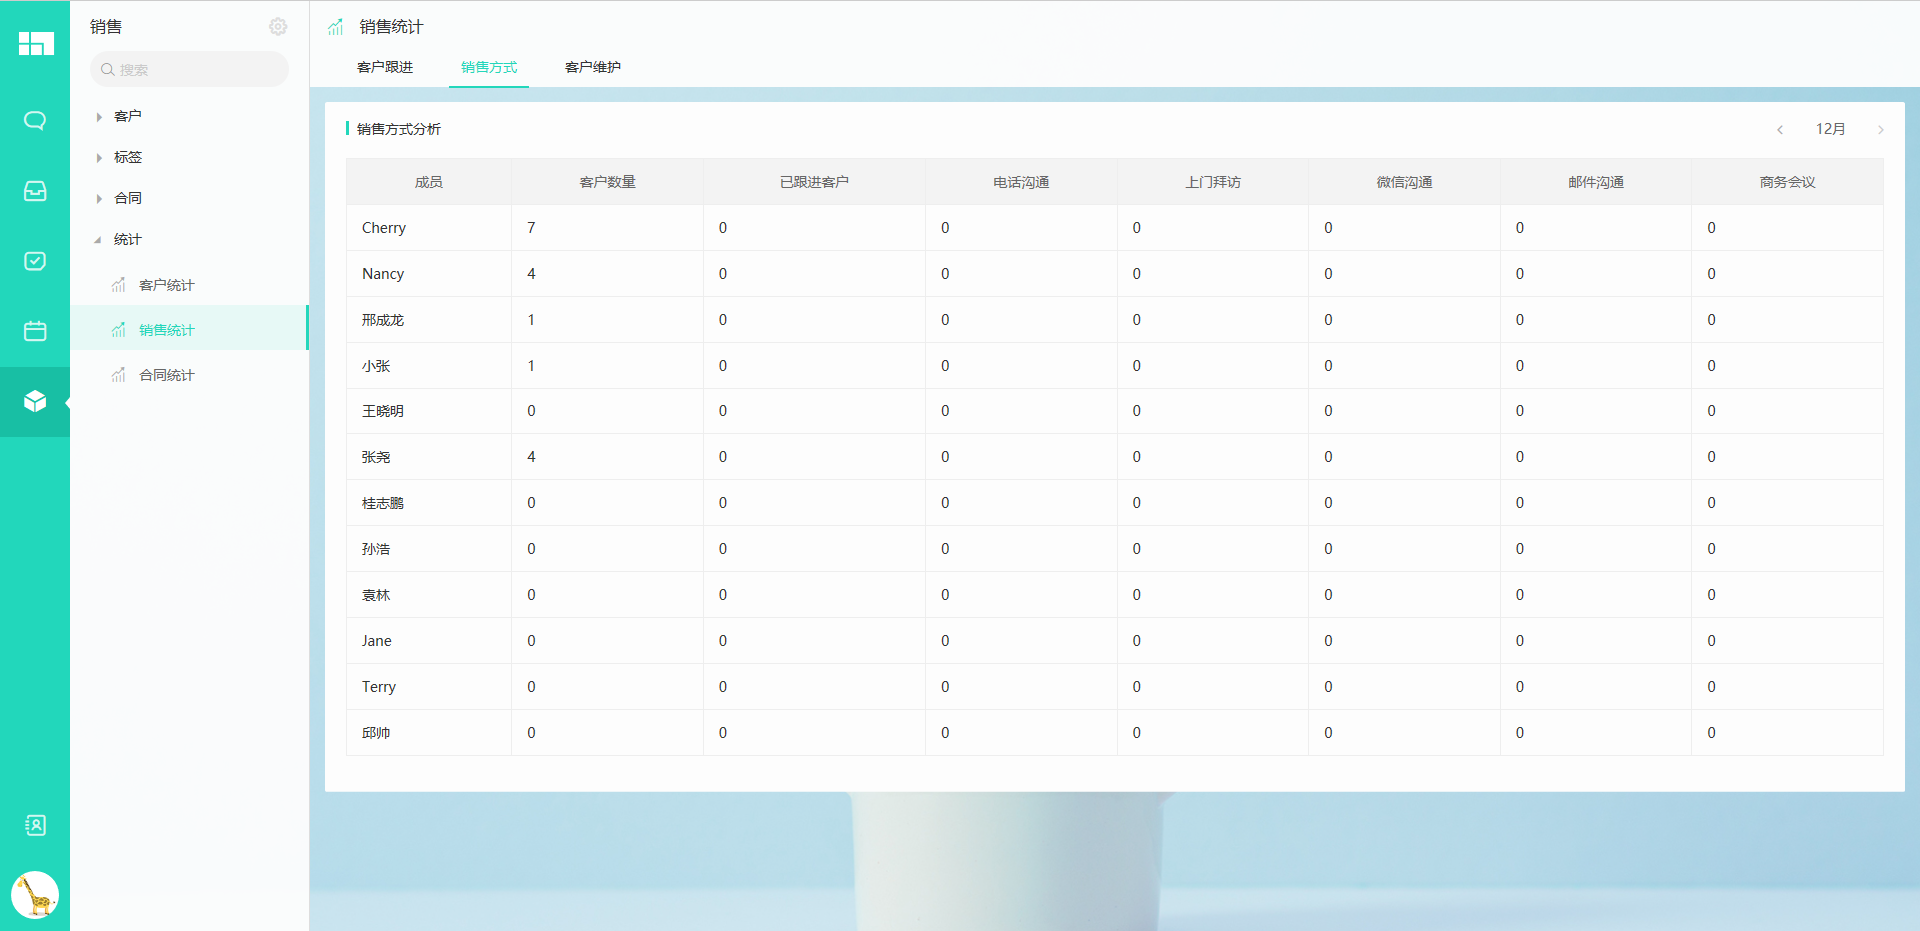 销售
搜索
客户
标签
合同
统计
客户统计
销售统计
合同统计
销售统计
客户跟进 销售方式 客户维护
销售方式分析 12月
成员 客户数量 已跟进客户 电话沟通 上门拜访 微信沟通 邮件沟通 商务会议
Cherry 7 0 0 0 0 0 0
Nancy 4 0 0 0 0 0 0
邢成龙 1 0 0 0 0 0 0
小张 1 0 0 0 0 0 0
王晓明 0 0 0 0 0 0 0
张尧 4 0 0 0 0 0 0
桂志鹏 0 0 0 0 0 0 0
孙浩 0 0 0 0 0 0 0
袁林 0 0 0 0 0 0 0
Jane 0 0 0 0 0 0 0
Terry 0 0 0 0 0 0 0
邱帅 0 0 0 0 0 0 0